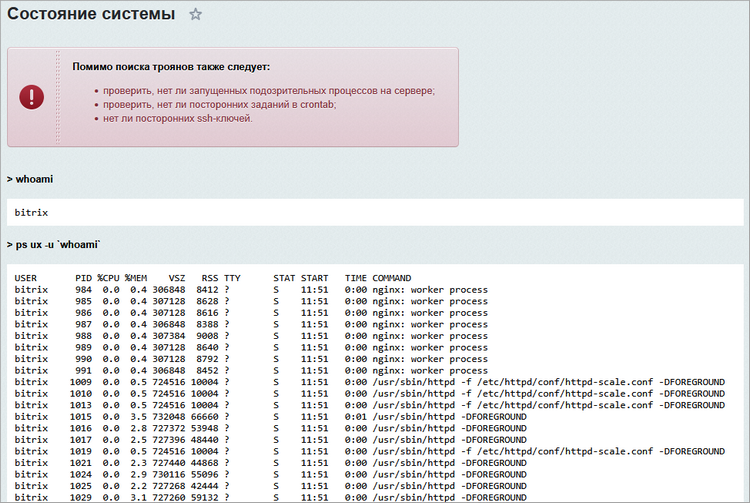 Состояние системы
Помимо поиска троянов также следует:
• проверить, нет ли запущенных подозрительных процессов на сервере;
• проверить, нет ли посторонних заданий в crontab;
• нет ли посторонних ssh-ключей.
> whoami
bitrix
> ps ux -u `whoami`
USER PID %CPU %MEM VSZ RSS TTY STAT START TIME COMMAND
bitrix 984 0.0 0.4 306848 8412 ? S 11:51 0:00 nginx: worker process
bitrix 985 0.0 0.4 307128 8628 ? S 11:51 0:00 nginx: worker process
bitrix 986 0.0 0.4 307128 8616 ? S 11:51 0:00 nginx: worker process
bitrix 987 0.0 0.4 306848 8388 ? S 11:51 0:00 nginx: worker process
bitrix 988 0.0 0.4 307384 9008 ? S 11:51 0:00 nginx: worker process
bitrix 989 0.0 0.4 307128 8640 ? S 11:51 0:00 nginx: worker process
bitrix 990 0.0 0.4 307128 8792 ? S 11:51 0:00 nginx: worker process
bitrix 991 0.0 0.4 306848 8452 ? S 11:51 0:00 nginx: worker process
bitrix 1009 0.0 0.5 724516 10004 ? S 11:51 0:00 /usr/sbin/httpd -f /etc/httpd/conf/httpd-scale.conf -DFOREGROUND
bitrix 1010 0.0 0.5 724516 10004 ? S 11:51 0:00 /usr/sbin/httpd -f /etc/httpd/conf/httpd-scale.conf -DFOREGROUND
bitrix 1013 0.0 0.5 724516 10004 ? S 11:51 0:00 /usr/sbin/httpd -f /etc/httpd/conf/httpd-scale.conf -DFOREGROUND
bitrix 1015 0.0 3.5 732048 66660 ? S 11:51 0:01 /usr/sbin/httpd -DFOREGROUND
bitrix 1016 0.0 2.8 727372 53948 ? S 11:51 0:00 /usr/sbin/httpd -DFOREGROUND
bitrix 1017 0.0 2.5 727396 48440 ? S 11:51 0:00 /usr/sbin/httpd -DFOREGROUND
bitrix 1019 0.0 0.5 724516 10004 ? S 11:51 0:00 /usr/sbin/httpd -f /etc/httpd/conf/httpd-scale.conf -DFOREGROUND
bitrix 1021 0.0 2.3 727440 44868 ? S 11:51 0:00 /usr/sbin/httpd -DFOREGROUND
bitrix 1024 0.0 2.9 730116 55096 ? S 11:51 0:00 /usr/sbin/httpd -DFOREGROUND
bitrix 1025 0.0 2.2 727268 42444 ? S 11:51 0:00 /usr/sbin/httpd -DFOREGROUND
bitrix 1029 0.0 3.1 727260 59132 ? S 11:51 0:00 /usr/sbin/httpd -DFOREGROUND